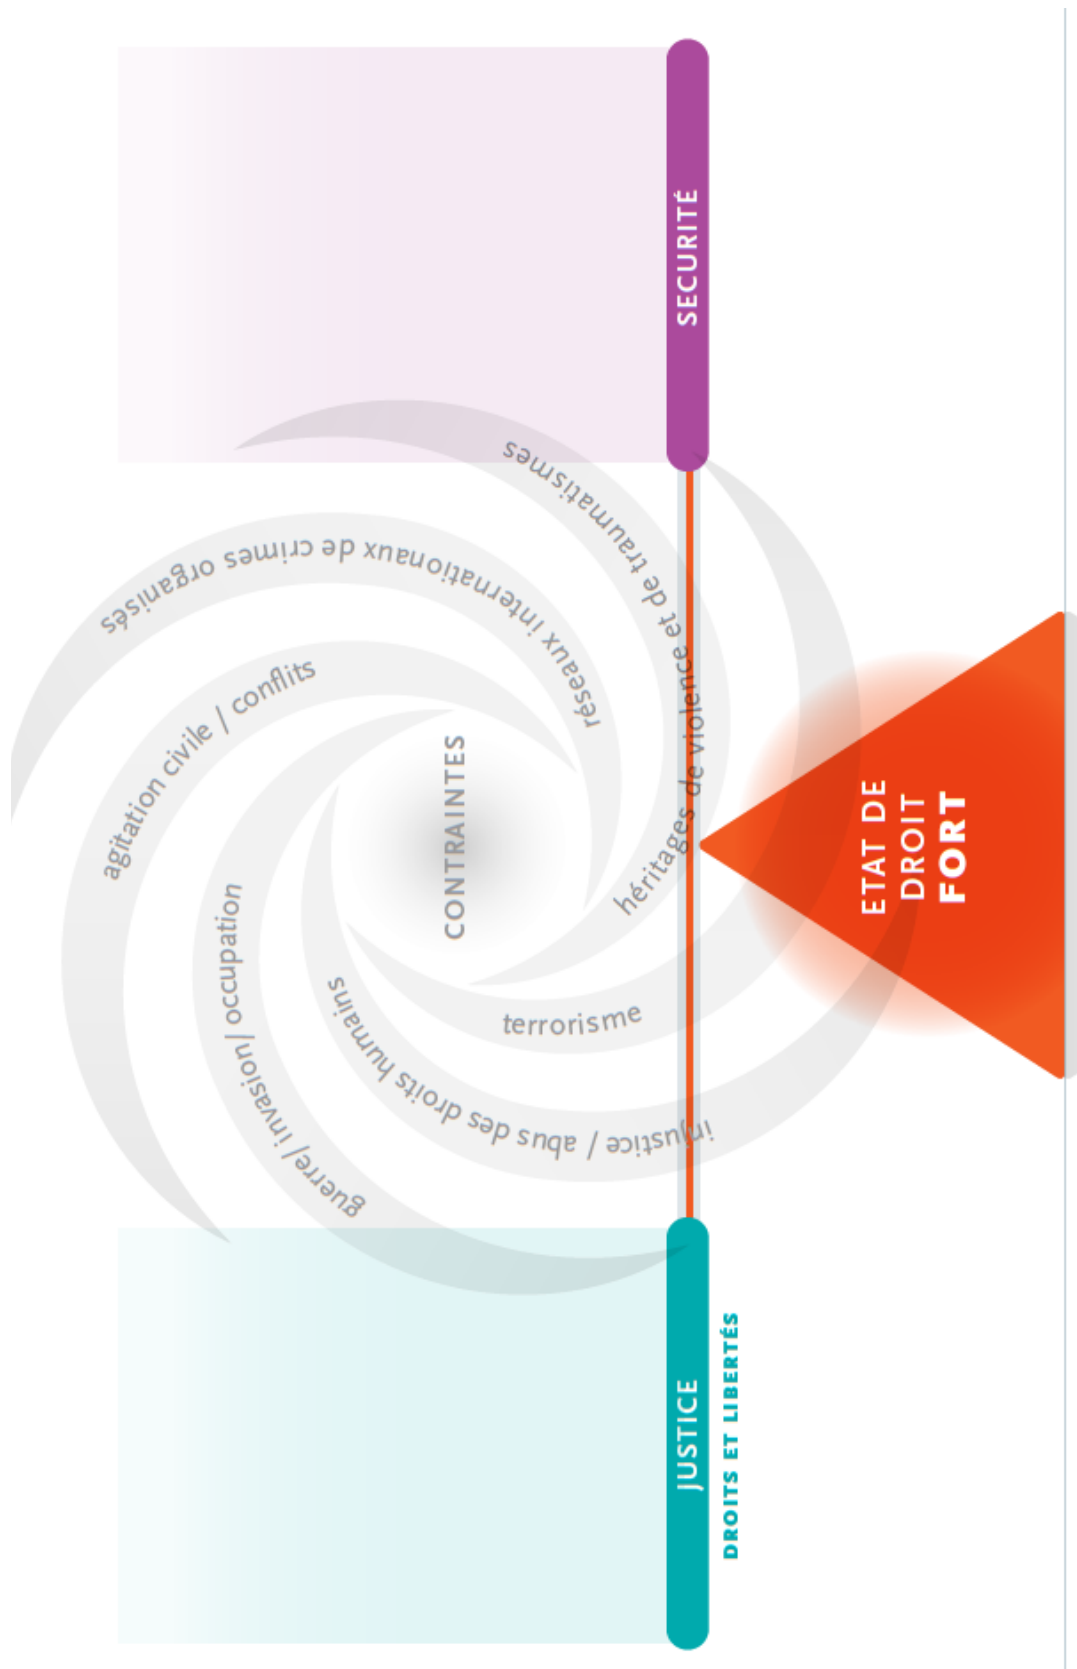 CONTRAINTES
agitation civile / conflits
réseaux internationaux de crimes organisés
héritages de violence et de traumatismes
guerre/ invasion/ occupation
injustice / abus des droits humains
terrorisme
JUSTICE
SECURITÉ
DROITS ET LIBERTÉS
ETAT DE
DROIT
FORT